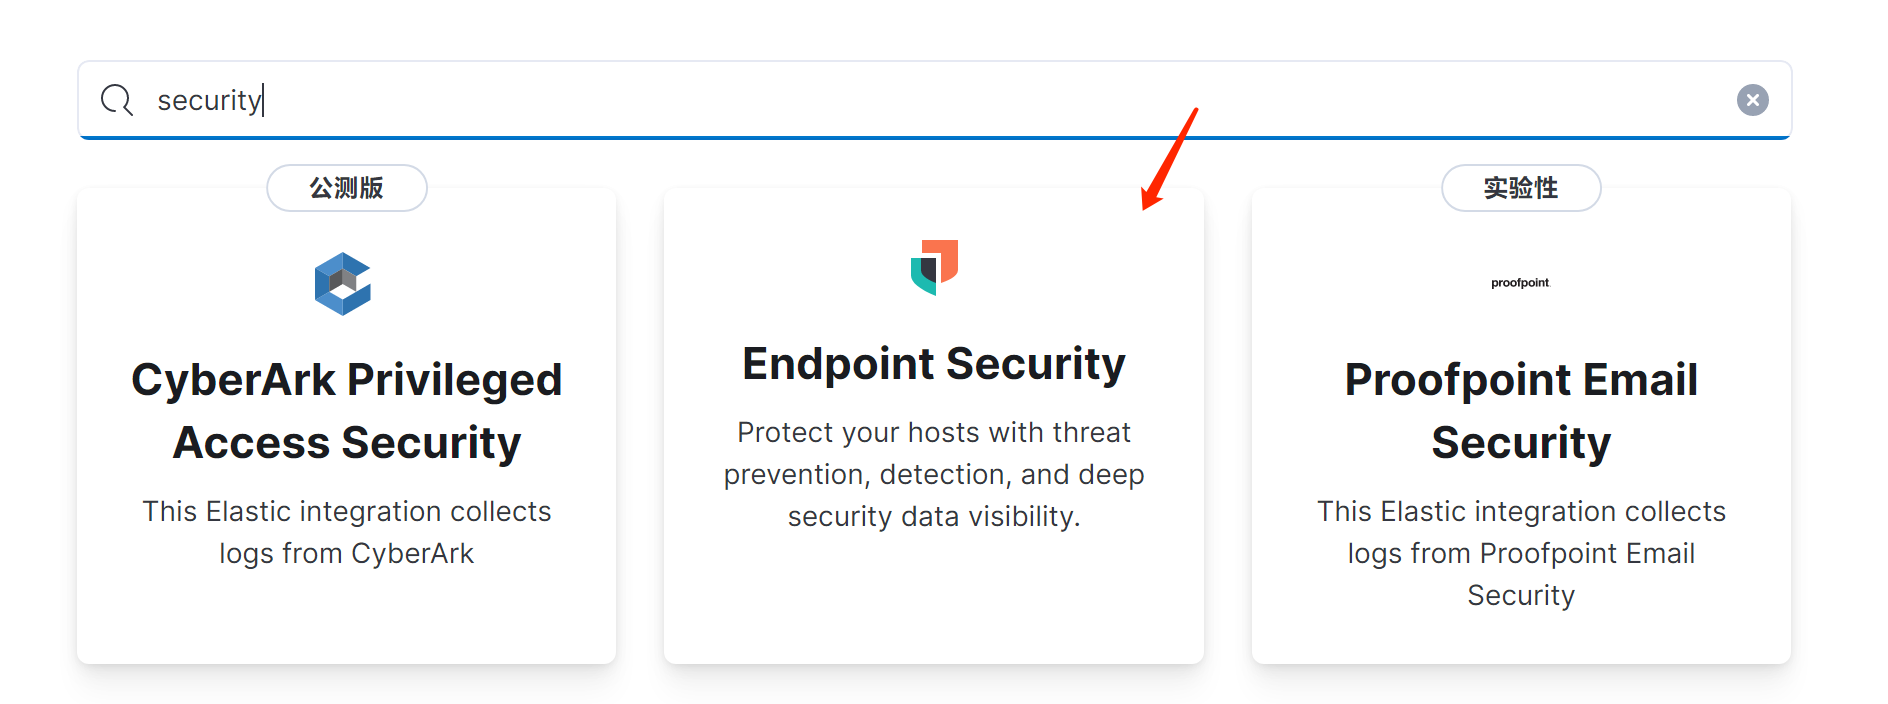 security
公测版
CyberArk Privileged
Access Security
This Elastic integration collects
logs from CyberArk
Endpoint Security
Protect your hosts with threat
prevention, detection, and deep
security data visibility.
实验性
proofpoint.
Proofpoint Email
Security
This Elastic integration collects
logs from Proofpoint Email
Security